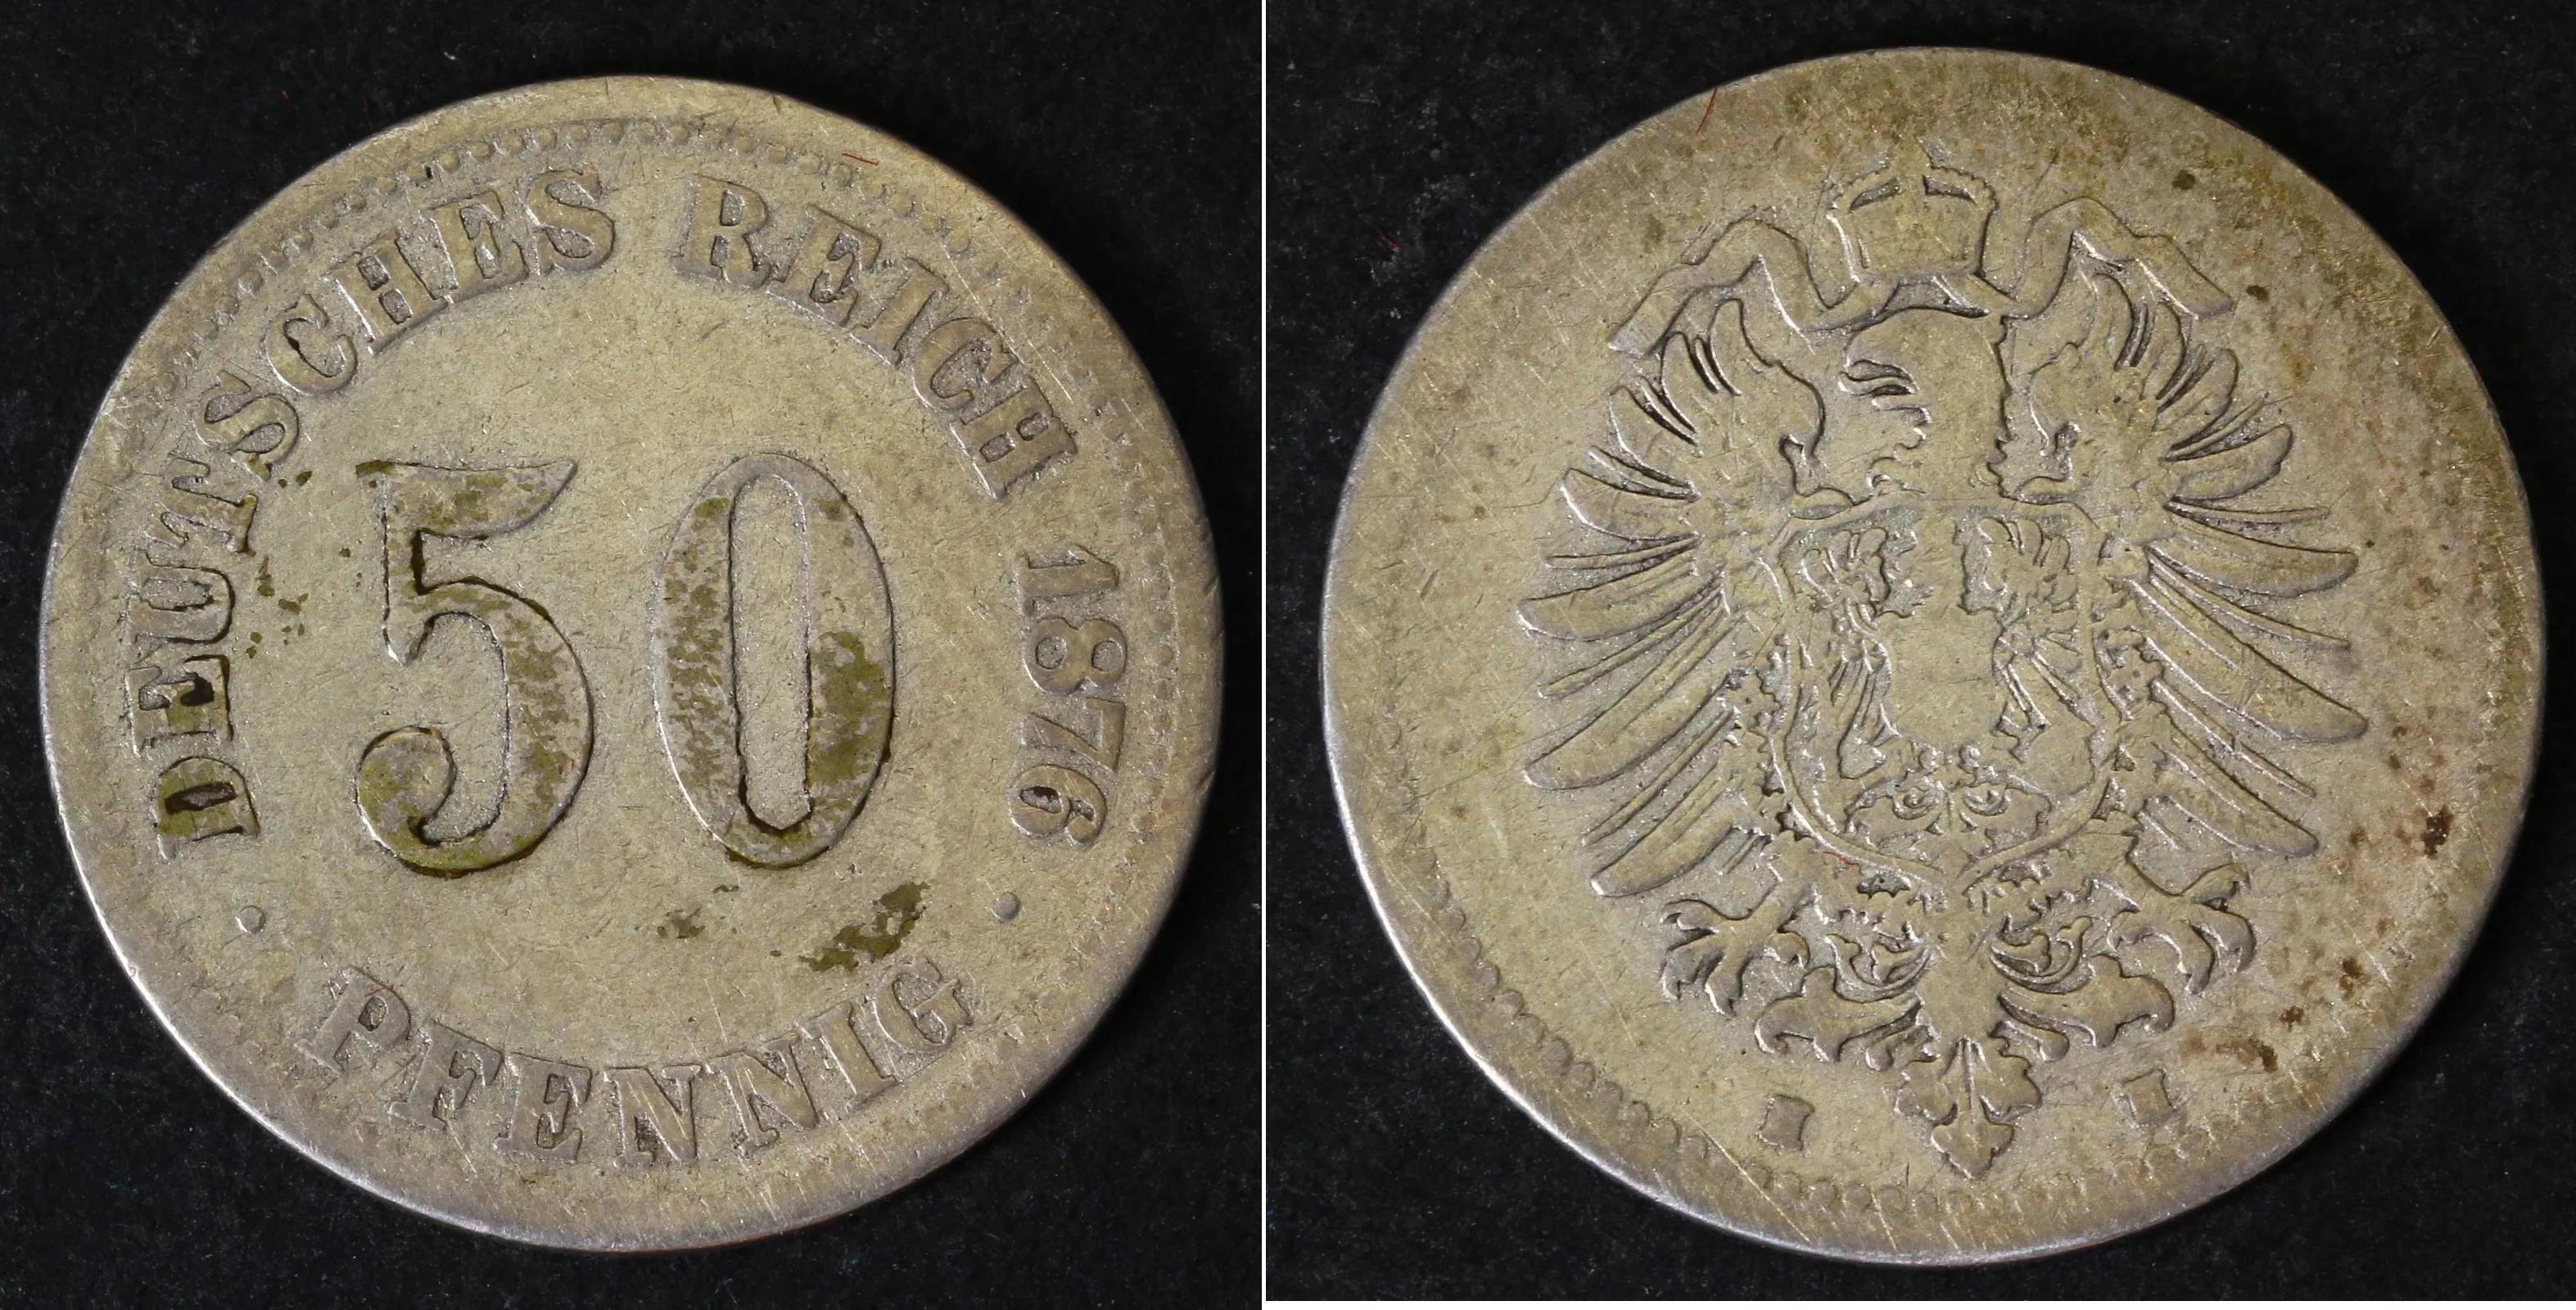 DEUTSCHES REICH 1876
50
PFENNIG